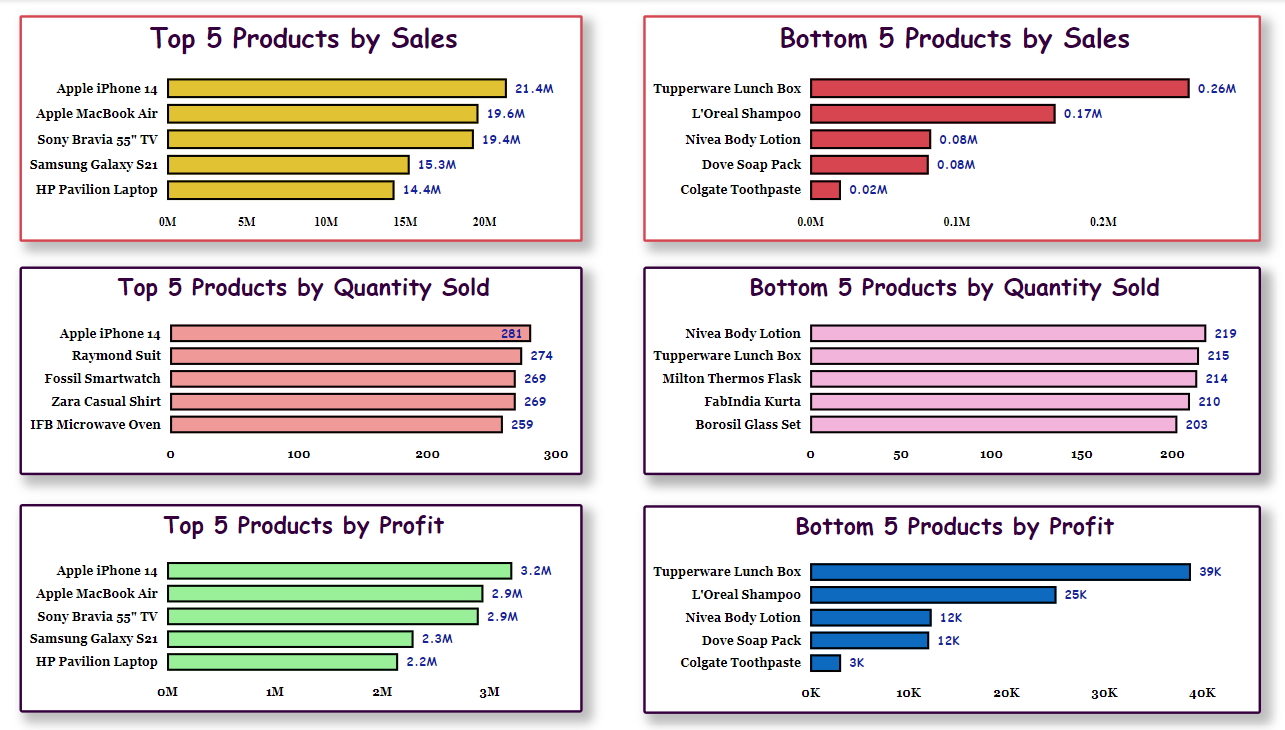 Top 5 Products by Sales
Apple iPhone 14 21.4M
Apple MacBook Air 19.6M
Sony Bravia 55" TV 19.4M
Samsung Galaxy S21 15.3M
HP Pavilion Laptop 14.4M
0M 5M 10M 15M 20M
Bottom 5 Products by Sales
Tupperware Lunch Box 0.26M
L'Oreal Shampoo 0.17M
Nivea Body Lotion 0.08M
Dove Soap Pack 0.08M
Colgate Toothpaste 0.02M
0.0M 0.1M 0.2M
Top 5 Products by Quantity Sold
Apple iPhone 14 281
Raymond Suit 274
Fossil Smartwatch 269
Zara Casual Shirt 269
IFB Microwave Oven 259
0 100 200 300
Bottom 5 Products by Quantity Sold
Nivea Body Lotion 219
Tupperware Lunch Box 215
Milton Thermos Flask 214
FabIndia Kurta 210
Borosil Glass Set 203
0 50 100 150 200
Top 5 Products by Profit
Apple iPhone 14 3.2M
Apple MacBook Air 2.9M
Sony Bravia 55" TV 2.9M
Samsung Galaxy S21 2.3M
HP Pavilion Laptop 2.2M
0M 1M 2M 3M
Bottom 5 Products by Profit
Tupperware Lunch Box 39K
L'Oreal Shampoo 25K
Nivea Body Lotion 12K
Dove Soap Pack 12K
Colgate Toothpaste 3K
0K 10K 20K 30K 40K